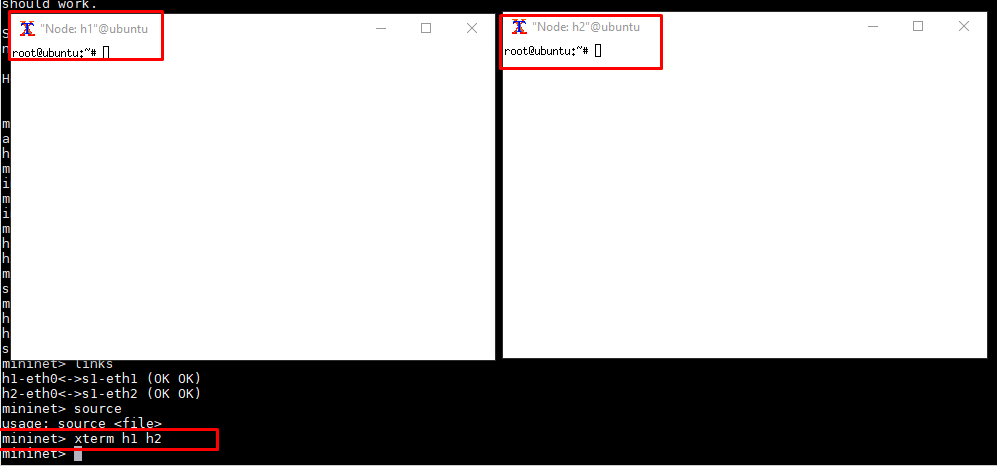 should work.
"Node: h1"@ubuntu
root@ubuntu:~#
"Node: h2"@ubuntu
root@ubuntu:~#
S
n
H
m
a
h
m
i
m
i
m
h
h
m
s
m
h
h
s
mininet> links
h1-eth0<->s1-eth1 (OK OK)
h2-eth0<->s1-eth2 (OK OK)
mininet> source
usage: source <file>
mininet> xterm h1 h2
mininet>